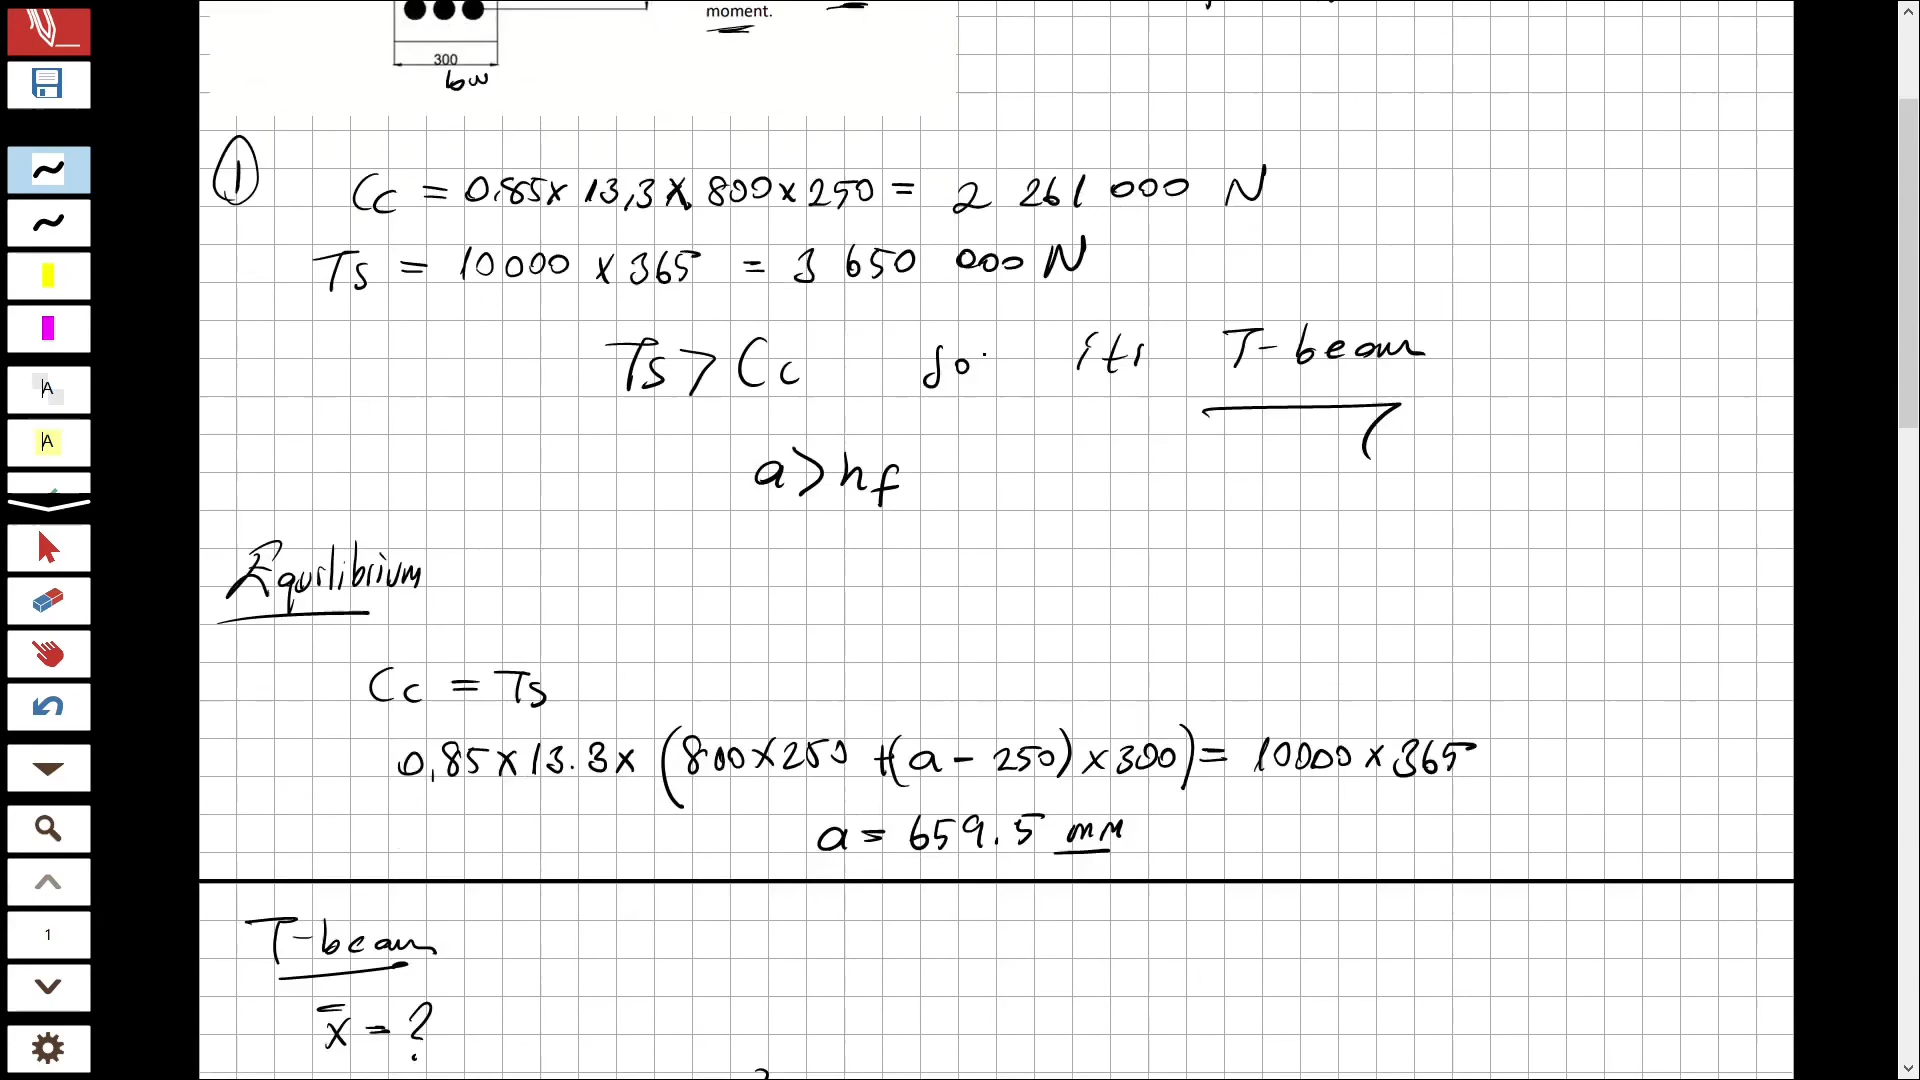 moment.
300
bw
1
Cc = 0.85x 13,3 x 800 x 250 = 2 261 000 N
Ts = 10000 x 365 = 3 650 000 N
Ts > Cc so its T-beam
a > hf
Equilibrium
Cc = Ts
0,85 x 13.3 x (800 x 250 + (a - 250) x 300) = 10000 x 365
a = 659.5 mm
T-beam
x̄ = ?
A
A
1